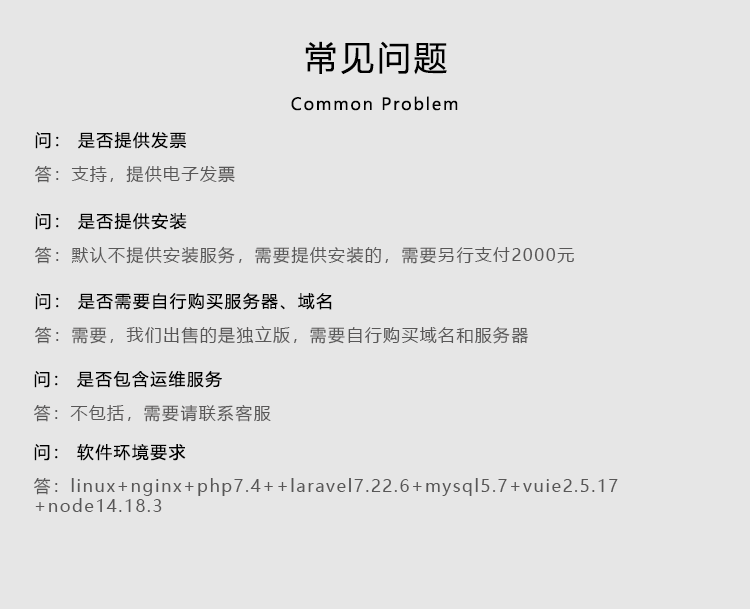 常见问题
Common Problem
问： 是否提供发票
答：支持，提供电子发票
问： 是否提供安装
答：默认不提供安装服务，需要提供安装的，需要另行支付2000元
问： 是否需要自行购买服务器、域名
答：需要，我们出售的是独立版，需要自行购买域名和服务器
问： 是否包含运维服务
答：不包括，需要请联系客服
问： 软件环境要求
答：linux+nginx+php7.4++laravel7.22.6+mysql5.7+vuie2.5.17
+node14.18.3